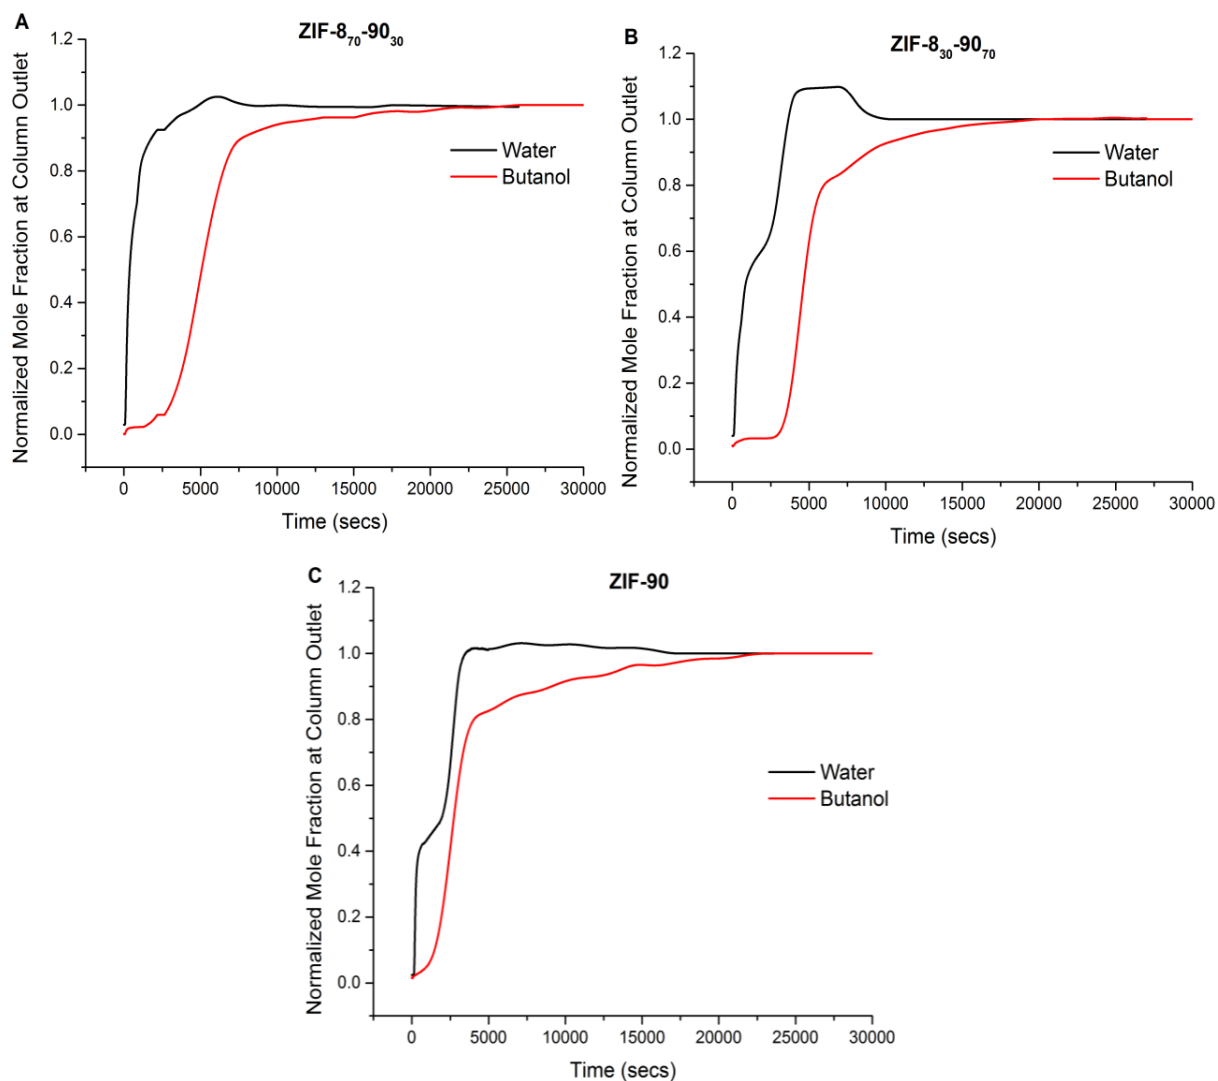 A
ZIF-8₇₀-90₃₀
Normalized Mole Fraction at Column Outlet
1.2
1.0
0.8
0.6
0.4
0.2
0.0
Water
Butanol
0 5000 10000 15000 20000 25000 30000
Time (secs)
B
ZIF-8₃₀-90₇₀
Normalized Mole Fraction at Column Outlet
1.2
1.0
0.8
0.6
0.4
0.2
0.0
Water
Butanol
0 5000 10000 15000 20000 25000 30000
Time (secs)
C
ZIF-90
Normalized Mole Fraction at Column Outlet
1.2
1.0
0.8
0.6
0.4
0.2
0.0
Water
Butanol
0 5000 10000 15000 20000 25000 30000
Time (secs)